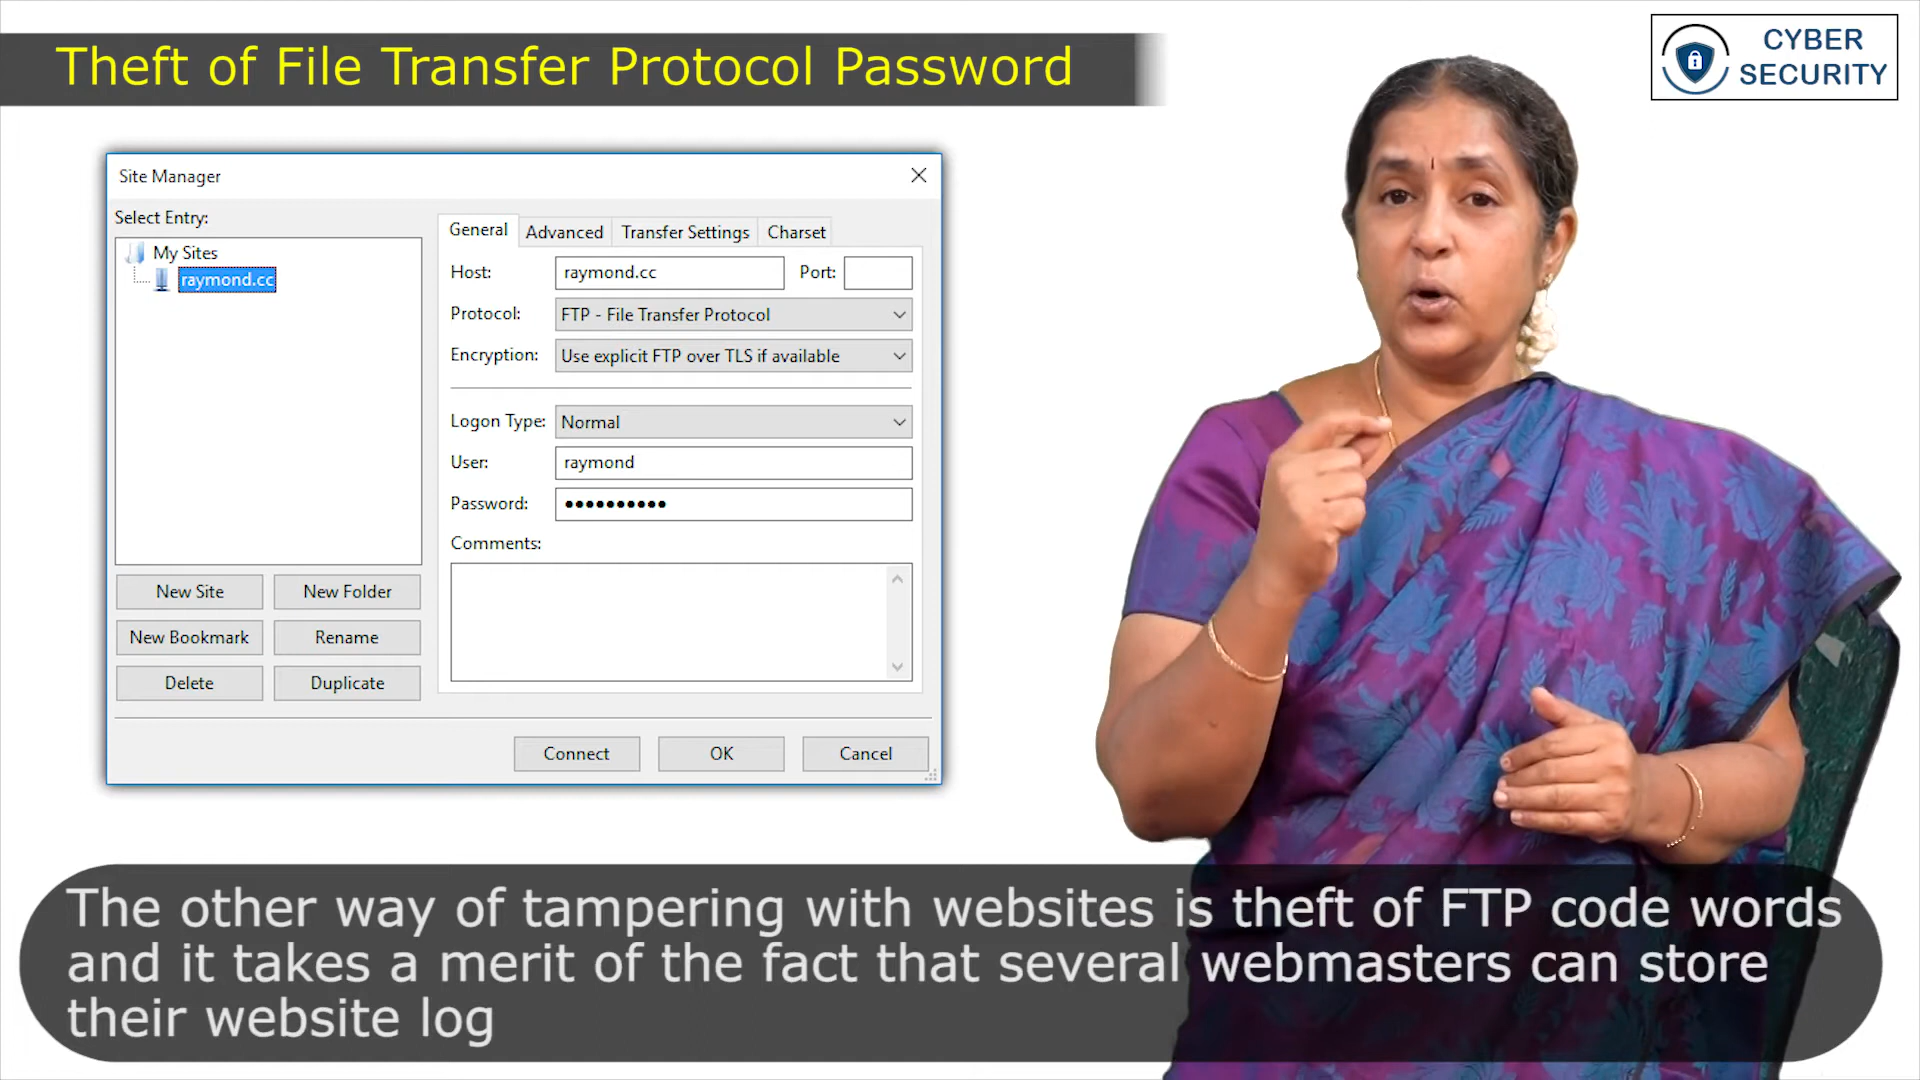 Theft of File Transfer Protocol Password
CYBER
SECURITY
Site Manager
Select Entry:
My Sites
raymond.cc
General
Advanced
Transfer Settings
Charset
Host:
raymond.cc
Port:
Protocol:
FTP - File Transfer Protocol
Encryption:
Use explicit FTP over TLS if available
Logon Type:
Normal
User:
raymond
Password:
Comments:
New Site
New Folder
New Bookmark
Rename
Delete
Duplicate
Connect
OK
Cancel
The other way of tampering with websites is theft of FTP code words
and it takes a merit of the fact that several webmasters can store
their website log